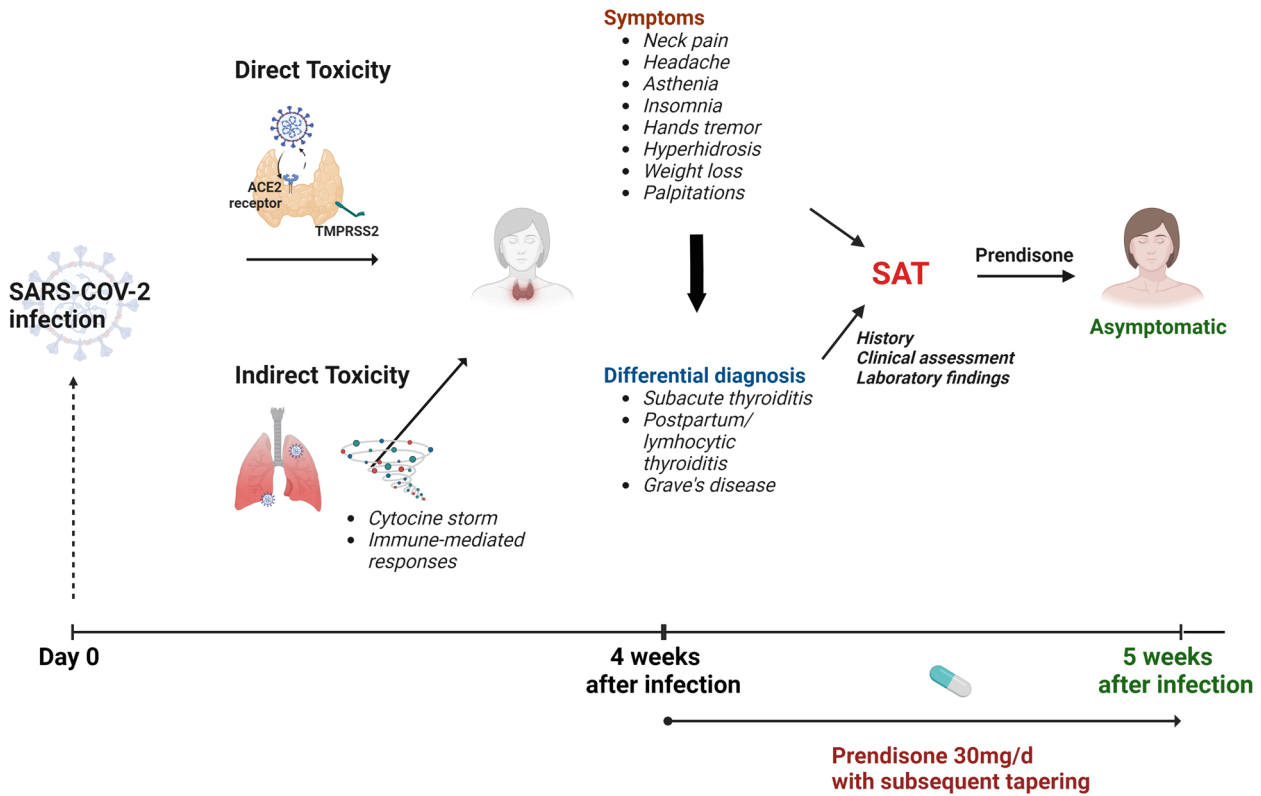 Symptoms
Neck pain
Headache
Asthenia
Insomnia
Hands tremor
Hyperhidrosis
Weight loss
Palpitations
Direct Toxicity
ACE2
receptor
TMPRSS2
SARS-COV-2
infection
Indirect Toxicity
Cytocine storm
Immune-mediated
responses
Differential diagnosis
Subacute thyroiditis
Postpartum/
lymhocytic
thyroiditis
Grave's disease
SAT
History
Clinical assessment
Laboratory findings
Prendisone
Asymptomatic
Day 0
4 weeks
after infection
5 weeks
after infection
Prendisone 30mg/d
with subsequent tapering